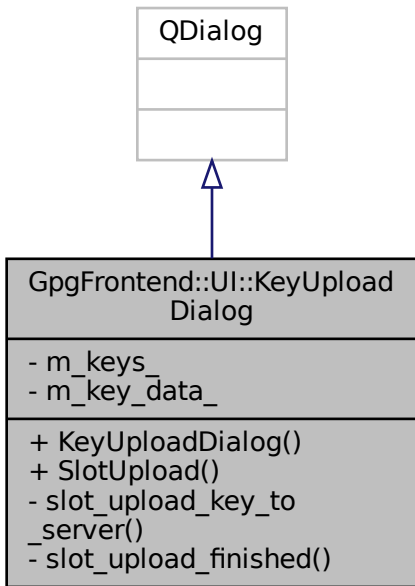 QDialog
GpgFrontend::UI::KeyUpload
Dialog
- m_keys_
- m_key_data_
+ KeyUploadDialog()
+ SlotUpload()
- slot_upload_key_to
_server()
- slot_upload_finished()